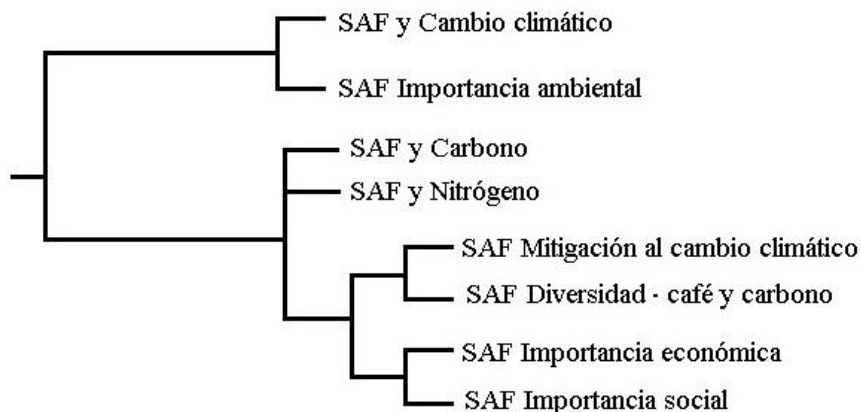 SAF y Cambio climático
SAF Importancia ambiental
SAF y Carbono
SAF y Nitrógeno
SAF Mitigación al cambio climático
SAF Diversidad - café y carbono
SAF Importancia económica
SAF Importancia social